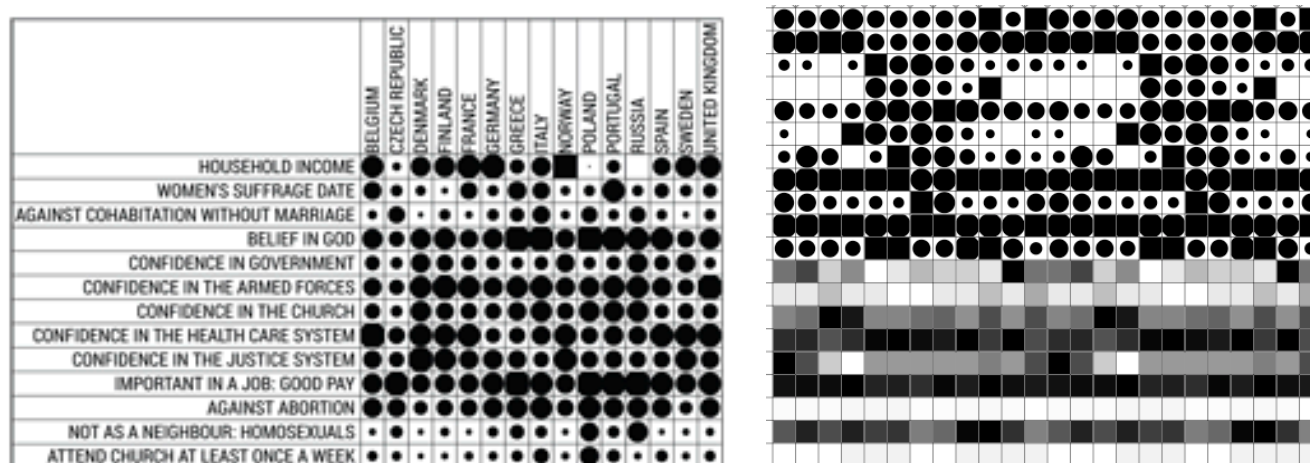 BELGIUM
CZECH REPUBLIC
DENMARK
FINLAND
FRANCE
GERMANY
GREECE
ITALY
NORWAY
POLAND
PORTUGAL
RUSSIA
SPAIN
SWEDEN
UNITED KINGDOM
HOUSEHOLD INCOME
WOMEN'S SUFFRAGE DATE
AGAINST COHABITATION WITHOUT MARRIAGE
BELIEF IN GOD
CONFIDENCE IN GOVERNMENT
CONFIDENCE IN THE ARMED FORCES
CONFIDENCE IN THE CHURCH
CONFIDENCE IN THE HEALTH CARE SYSTEM
CONFIDENCE IN THE JUSTICE SYSTEM
IMPORTANT IN A JOB: GOOD PAY
AGAINST ABORTION
NOT AS A NEIGHBOUR: HOMOSEXUALS
ATTEND CHURCH AT LEAST ONCE A WEEK